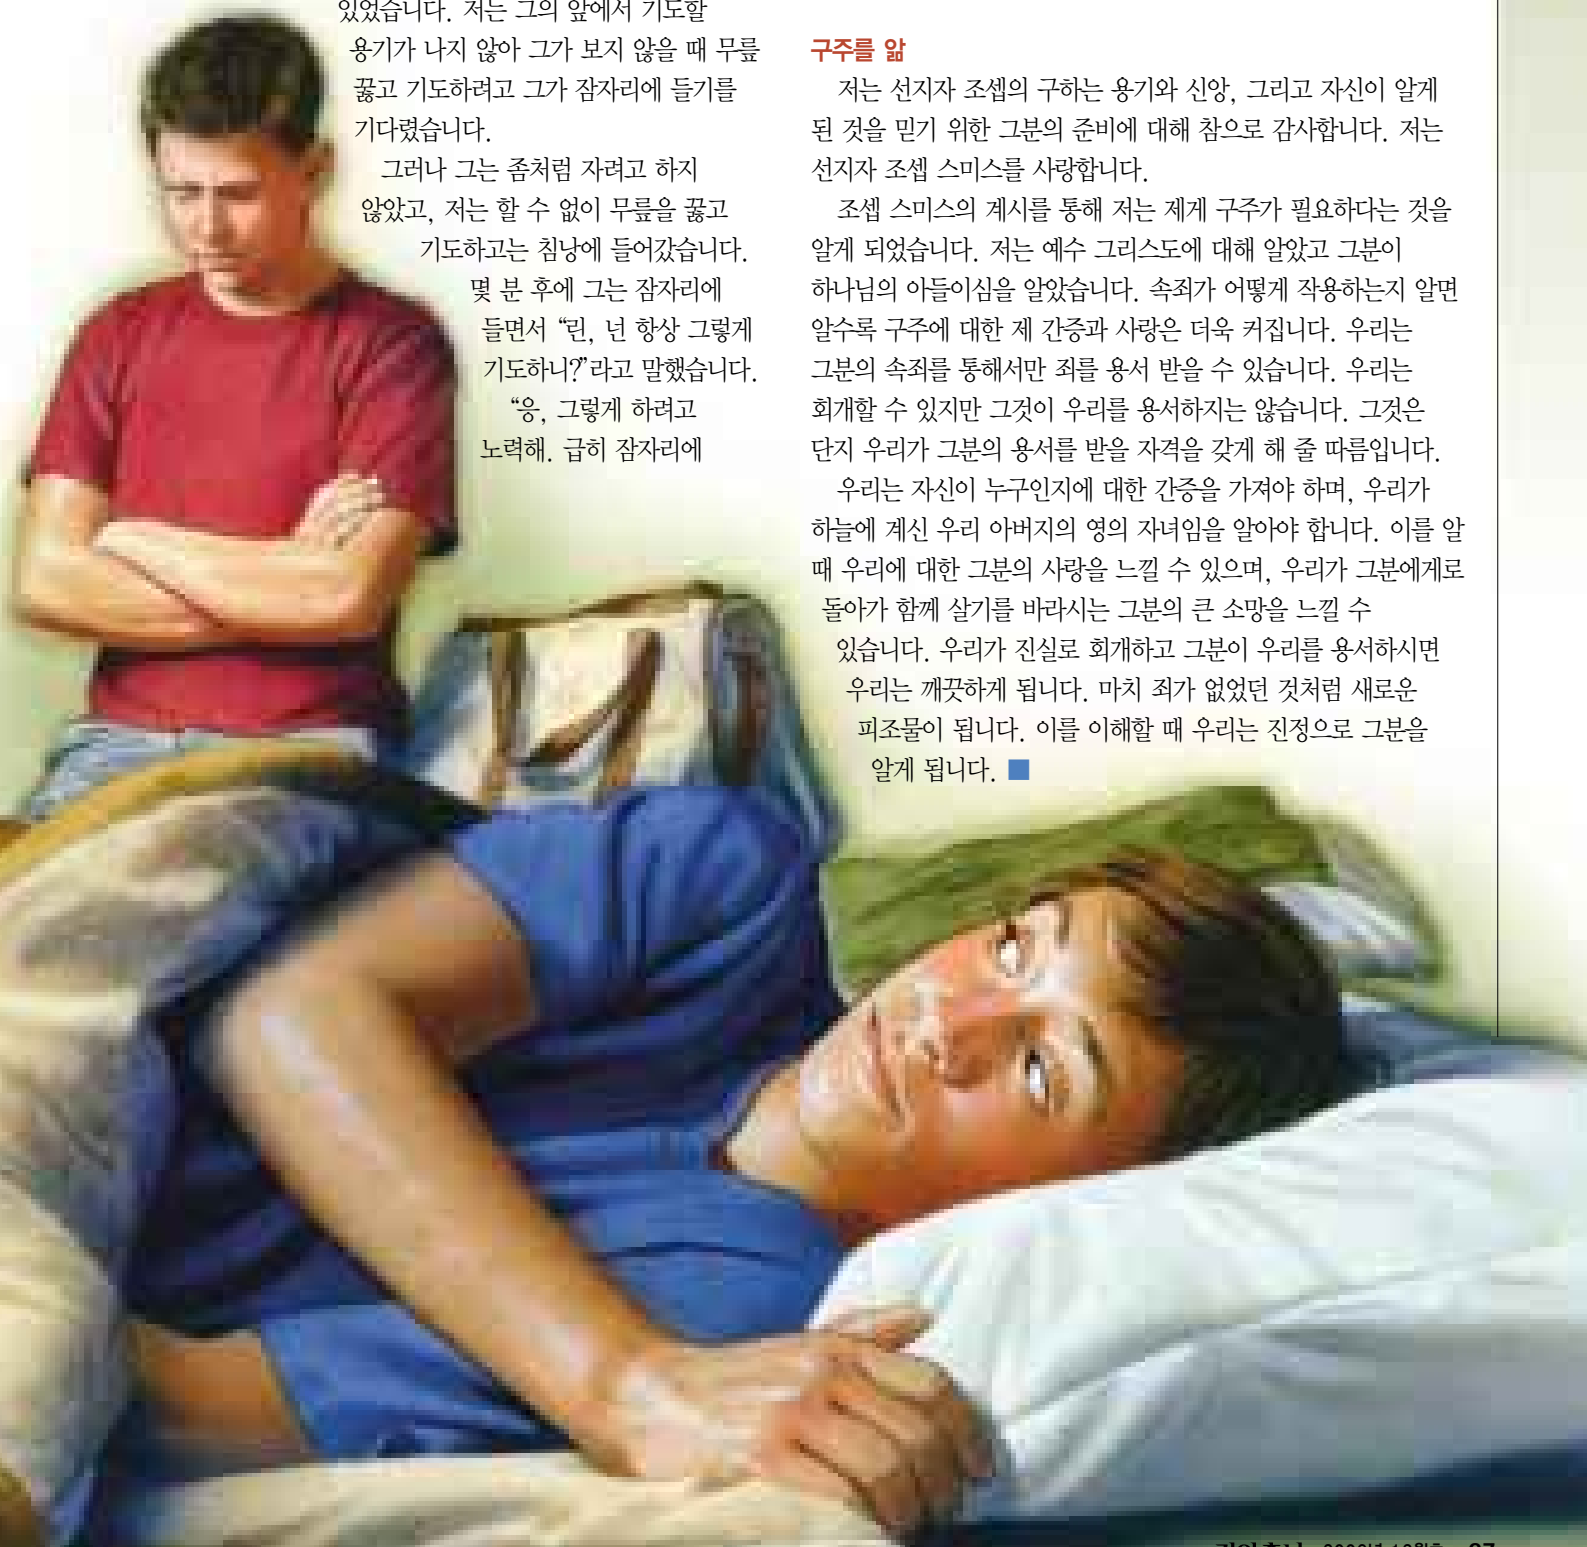 있었습니다. 저는 그의 앞에서 기도할
용기가 나지 않아 그가 보지 않을 때 무릎
꿇고 기도하려고 그가 잠자리에 들기를
기다렸습니다.
그러나 그는 좀처럼 자려고 하지
않았고, 저는 할 수 없이 무릎을 꿇고
기도하고는 침낭에 들어갔습니다.
몇 분 후에 그는 잠자리에
들면서 “린, 넌 항상 그렇게
기도하니?”라고 말했습니다.
“응, 그렇게 하려고
노력해. 급히 잠자리에
구주를 앎
저는 선지자 조셉의 구하는 용기와 신앙, 그리고 자신이 알게
된 것을 믿기 위한 그분의 준비에 대해 참으로 감사합니다. 저는
선지자 조셉 스미스를 사랑합니다.
조셉 스미스의 계시를 통해 저는 제게 구주가 필요하다는 것을
알게 되었습니다. 저는 예수 그리스도에 대해 알았고 그분이
하나님의 아들이심을 알았습니다. 속죄가 어떻게 작용하는지 알면
알수록 구주에 대한 제 간증과 사랑은 더욱 커집니다. 우리는
그분의 속죄를 통해서만 죄를 용서 받을 수 있습니다. 우리는
회개할 수 있지만 그것이 우리를 용서하지는 않습니다. 그것은
단지 우리가 그분의 용서를 받을 자격을 갖게 해 줄 따름입니다.
우리는 자신이 누구인지에 대한 간증을 가져야 하며, 우리가
하늘에 계신 우리 아버지의 영의 자녀임을 알아야 합니다. 이를 알
때 우리에 대한 그분의 사랑을 느낄 수 있으며, 우리가 그분에게로
돌아가 함께 살기를 바라시는 그분의 큰 소망을 느낄 수
있습니다. 우리가 진실로 회개하고 그분이 우리를 용서하시면
우리는 깨끗하게 됩니다. 마치 죄가 없었던 것처럼 새로운
피조물이 됩니다. 이를 이해할 때 우리는 진정으로 그분을
알게 됩니다. ■